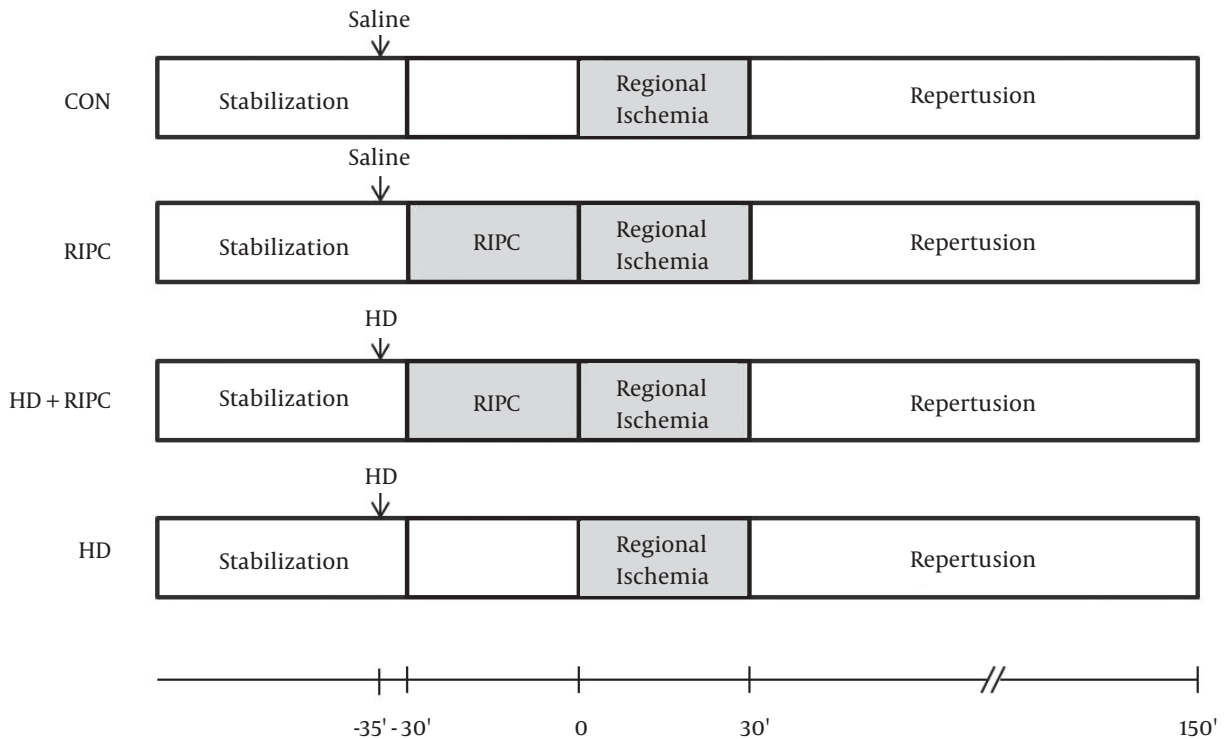 Saline
CON
Stabilization
Regional
Ischemia
Repertusion
Saline
RIPC
Stabilization
RIPC
Regional
Ischemia
Repertusion
HD
HD + RIPC
Stabilization
RIPC
Regional
Ischemia
Repertusion
HD
HD
Stabilization
Regional
Ischemia
Repertusion
-35' - 30' 0 30' 150'